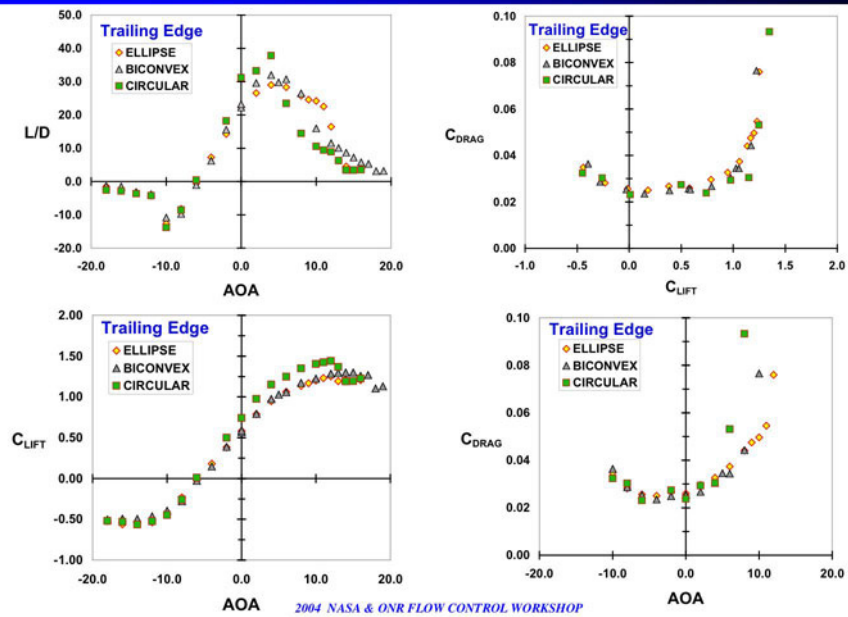 50.0
40.0
30.0
20.0
10.0
0.0
-10.0
-20.0
L/D
Trailing Edge
ELLIPSE
BICONVEX
CIRCULAR
-20.0 -10.0 0.0 10.0 20.0
AOA
0.10
0.08
0.06
0.04
0.02
0.00
C_DRAG
Trailing Edge
ELLIPSE
BICONVEX
CIRCULAR
-1.0 -0.5 0.0 0.5 1.0 1.5 2.0
C_LIFT
2.00
1.50
1.00
0.50
0.00
-0.50
-1.00
C_LIFT
Trailing Edge
ELLIPSE
BICONVEX
CIRCULAR
-20.0 -10.0 0.0 10.0 20.0
AOA
0.10
0.08
0.06
0.04
0.02
0.00
C_DRAG
Trailing Edge
ELLIPSE
BICONVEX
CIRCULAR
-20.0 -10.0 0.0 10.0 20.0
AOA
2004 NASA & ONR FLOW CONTROL WORKSHOP